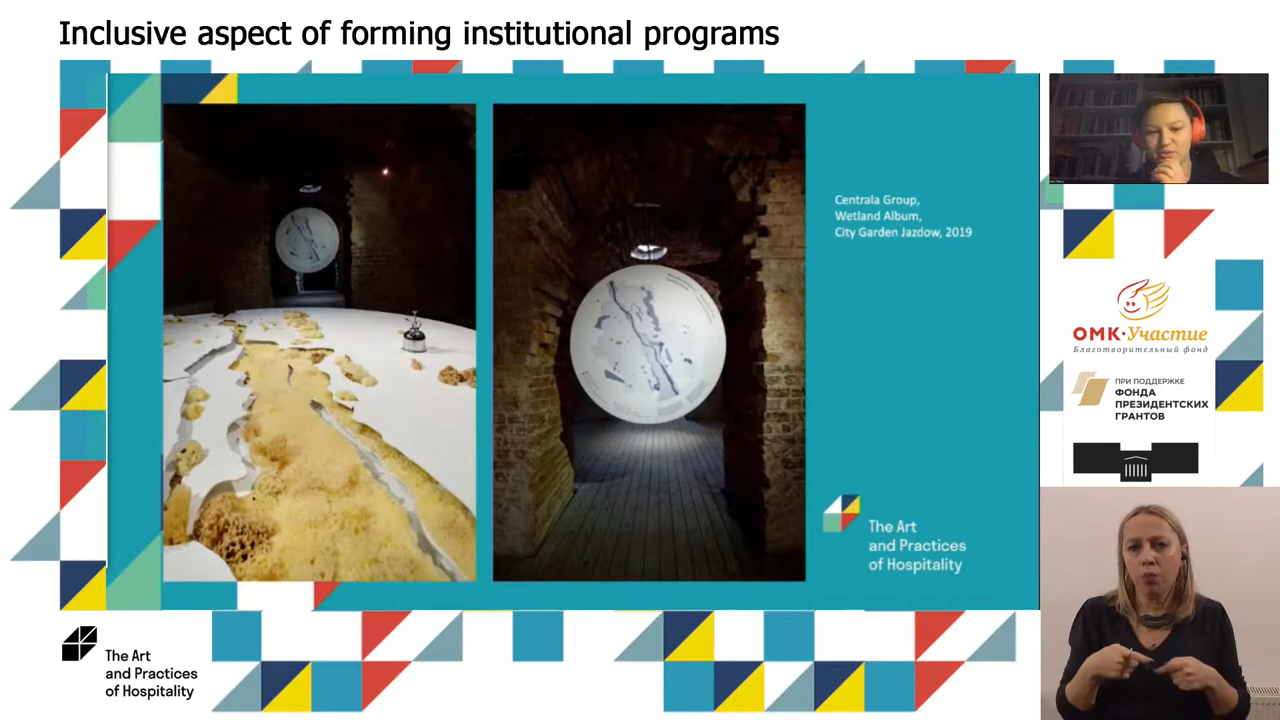 Inclusive aspect of forming institutional programs
Centrala Group,
Wetland Album,
City Garden Jazdow, 2019
The Art
and Practices
of Hospitality
ОМК·Участие
Благотворительный фонд
ПРИ ПОДДЕРЖКЕ
ФОНДА
ПРЕЗИДЕНТСКИХ
ГРАНТОВ
The Art
and Practices
of Hospitality